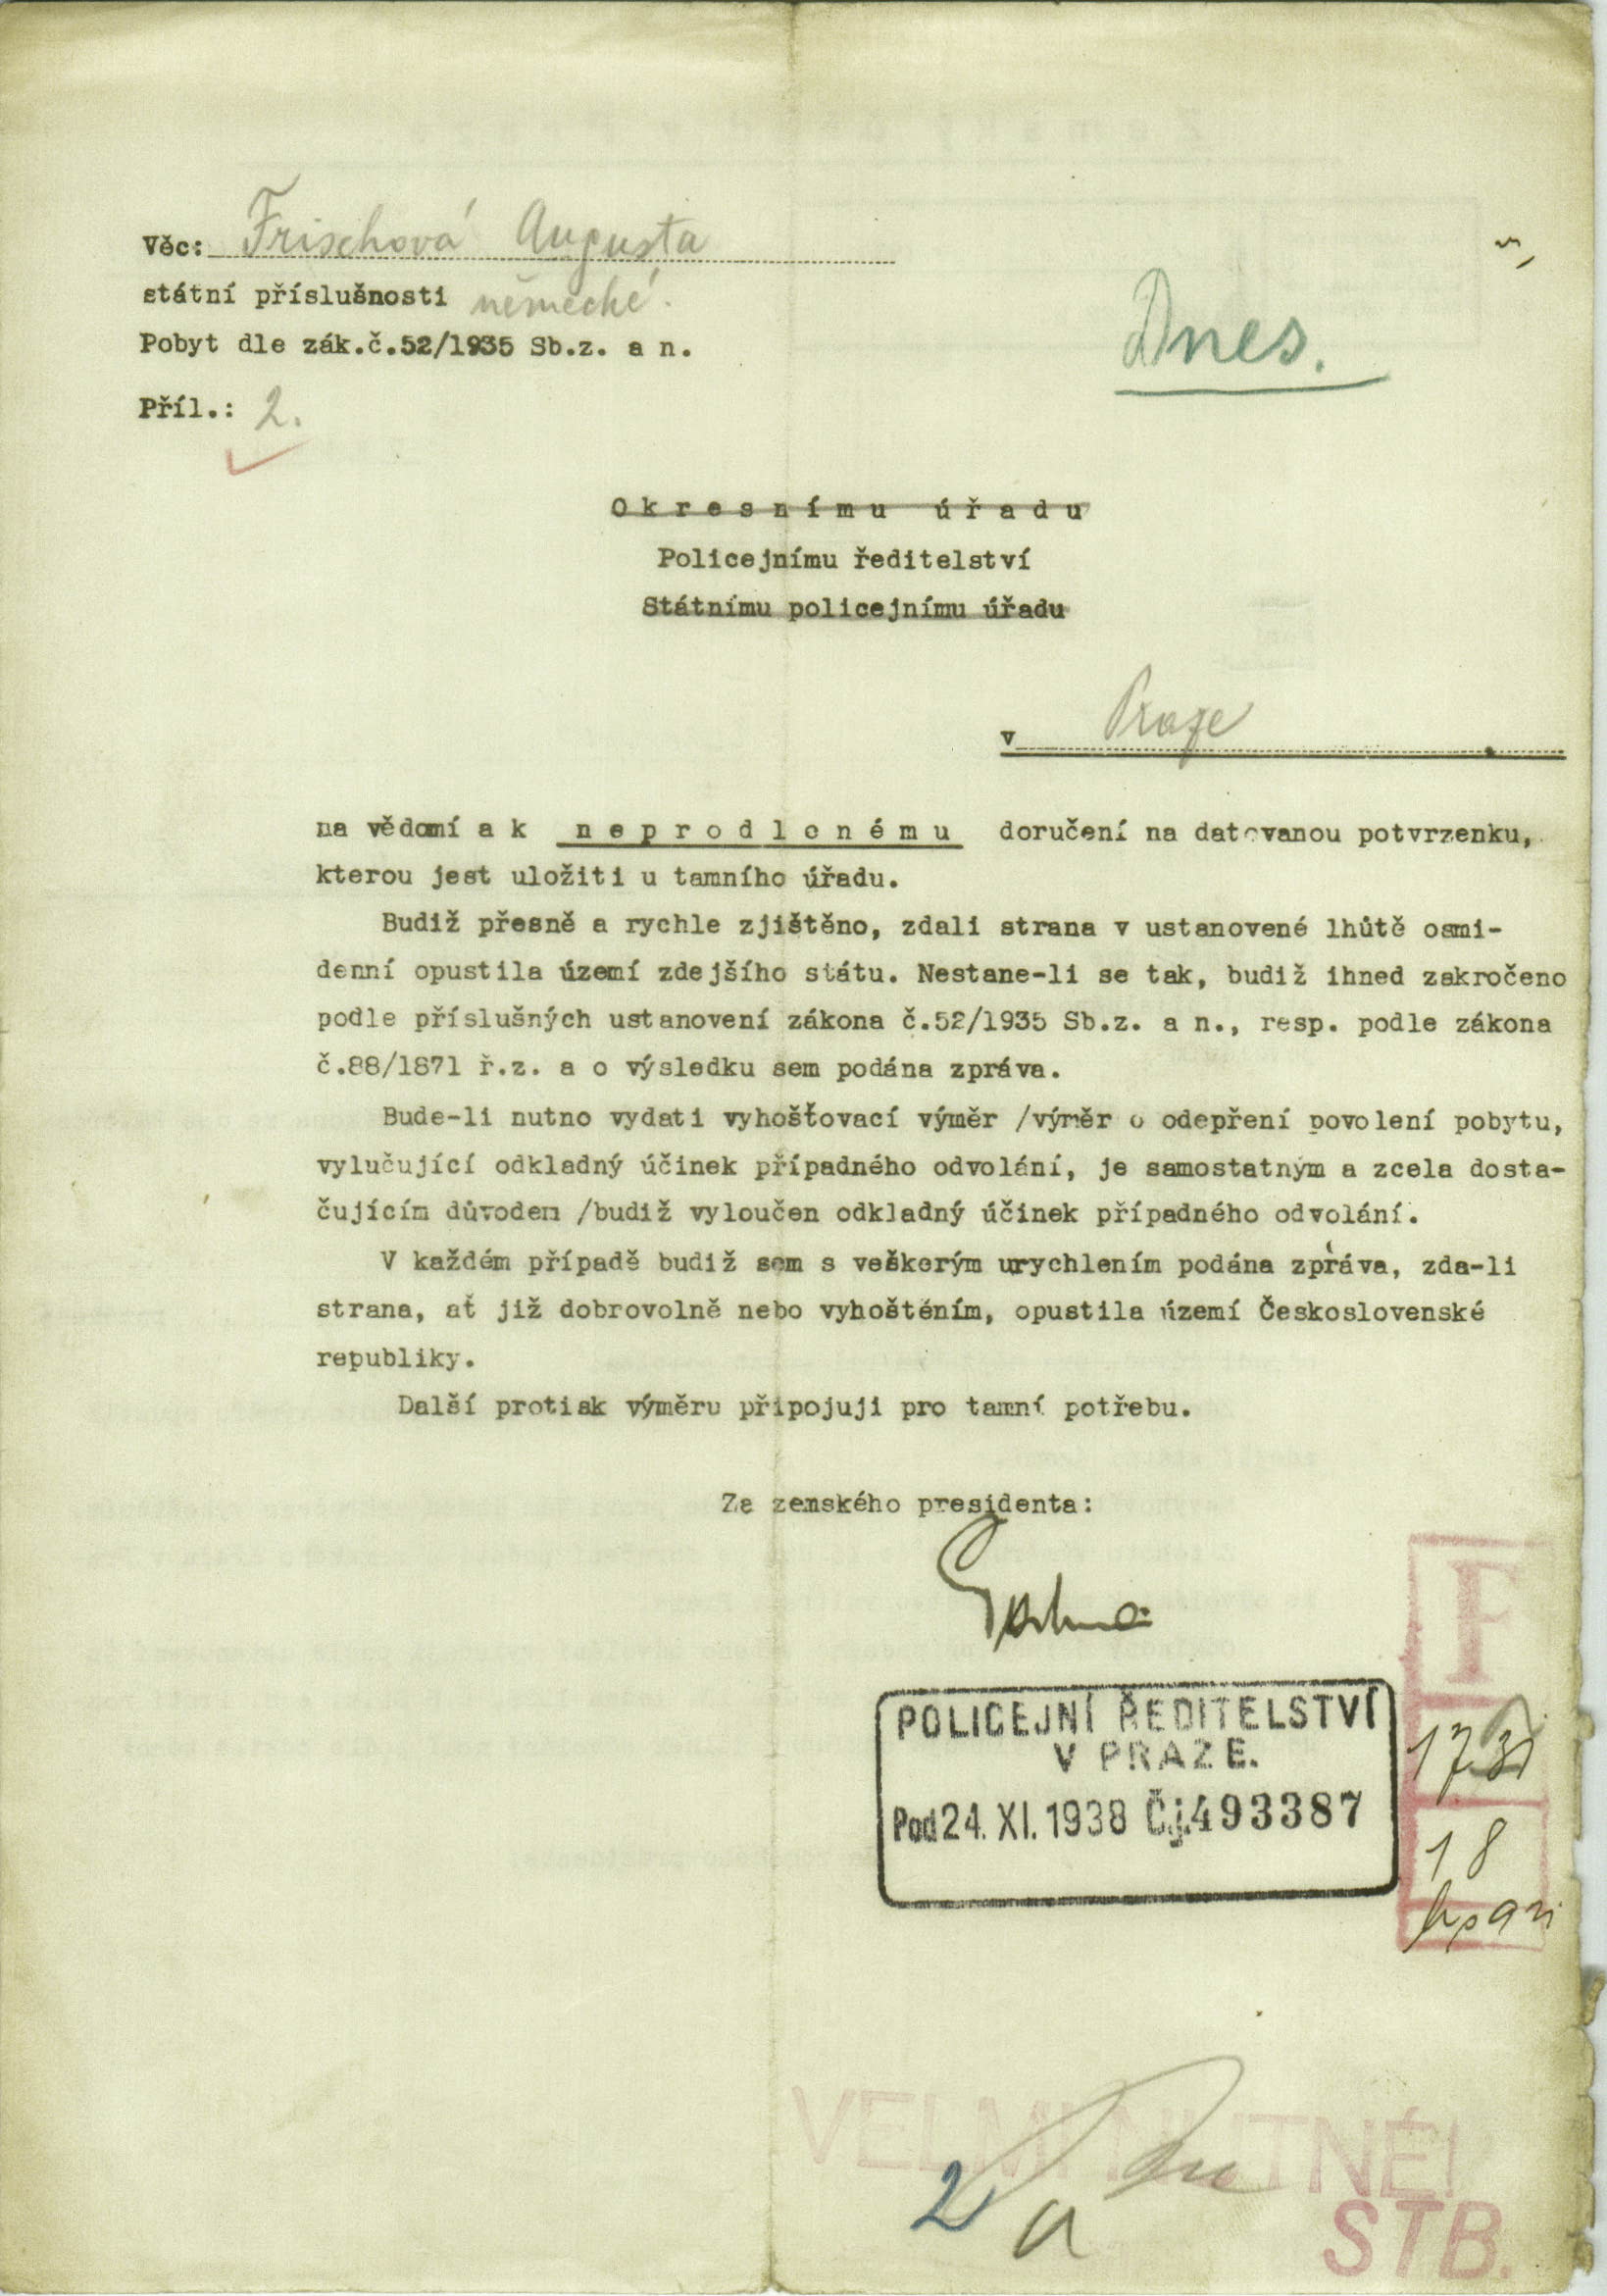 Věc: Frischová Augusta
státní příslušnosti německé.
Pobyt dle zák.č.52/1935 Sb.z. a n.
Dnes.
Příl.: 2.
Okresnímu úřadu
Policejnímu ředitelství
Státnímu policejnímu úřadu
v Praze
na vědomí a k neprodlenému doručení na datovanou potvrzenku,
kterou jest uložiti u tamního úřadu.
Budiž přesně a rychle zjištěno, zdali strana v ustanovené lhůtě osmi-
denní opustila území zdejšího státu. Nestane-li se tak, budiž ihned zakročeno
podle příslušných ustanovení zákona č.52/1935 Sb.z. a n., resp. podle zákona
č.88/1871 ř.z. a o výsledku sem podána zpráva.
Bude-li nutno vydati vyhošťovací výměr /výměr o odepření povolení pobytu,
vylučující odkladný účinek případného odvolání, je samostatným a zcela dosta-
čujícím důvodem /budiž vyloučen odkladný účinek případného odvolání.
V každém případě budiž sem s veškerým urychlením podána zpráva, zda-li
strana, ať již dobrovolně nebo vyhoštěním, opustila území Československé
republiky.
Další protisk výměru připojuji pro tamní potřebu.
Za zemského presidenta:
F
POLICEJNÍ ŘEDITELSTVÍ
V PRAZE.
Pod 24. XI. 1938 Čj. 493387
18
VELMI NUTNÉ!
2
STB.